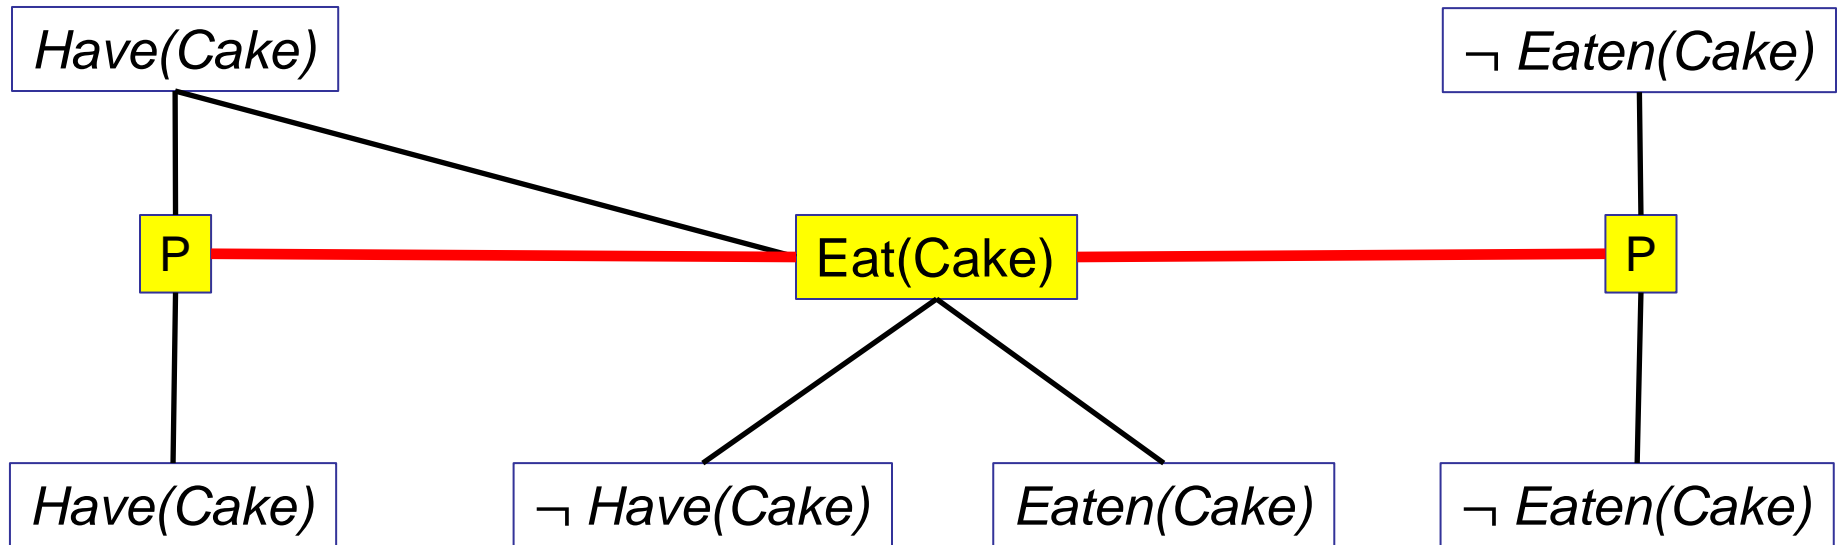 Have(Cake)
¬ Eaten(Cake)
P
Eat(Cake)
P
Have(Cake)
¬ Have(Cake)
Eaten(Cake)
¬ Eaten(Cake)